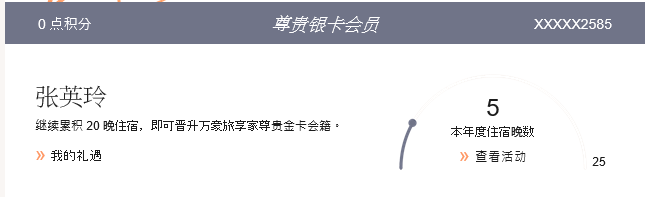 0 点积分 尊贵银卡会员 XXXXX2585
张英玲
继续累积 20 晚住宿，即可晋升万豪旅享家尊贵金卡会籍。
» 我的礼遇
5
本年度住宿晚数
» 查看活动
25